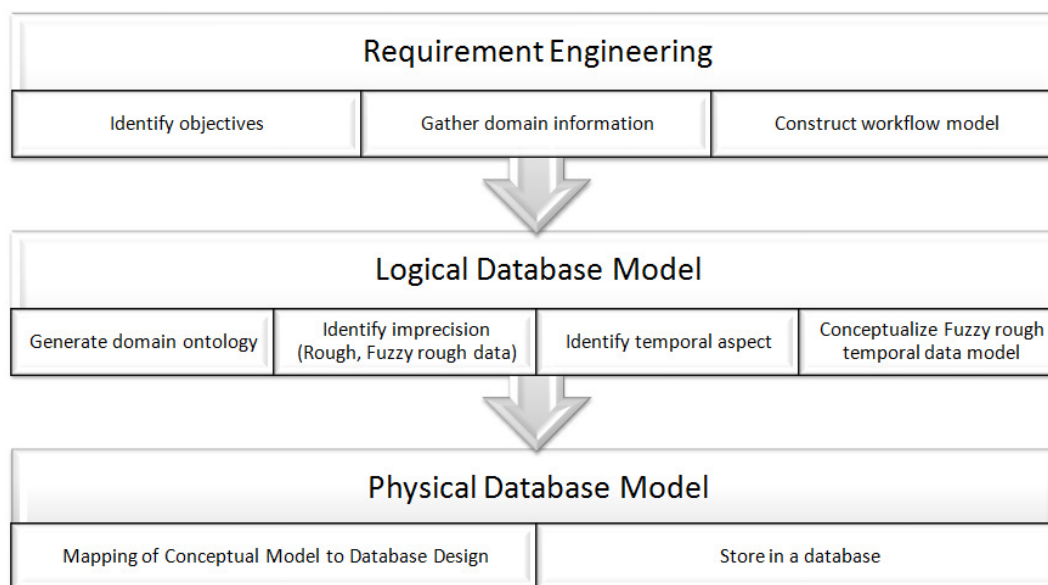 Requirement Engineering
Identify objectives
Gather domain information
Construct workflow model
Logical Database Model
Generate domain ontology
Identify imprecision
(Rough, Fuzzy rough data)
Identify temporal aspect
Conceptualize Fuzzy rough
temporal data model
Physical Database Model
Mapping of Conceptual Model to Database Design
Store in a database